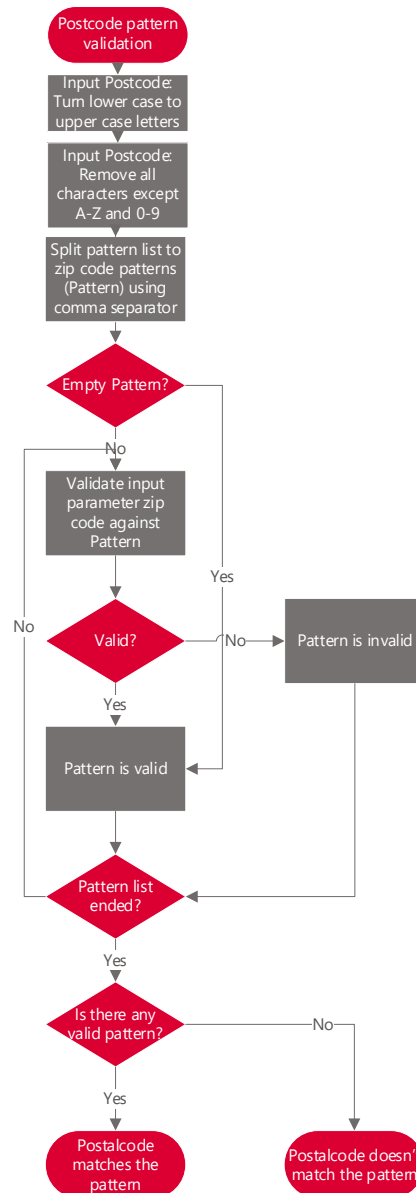 Postcode pattern
validation
Input Postcode:
Turn lower case to
upper case letters
Input Postcode:
Remove all
characters except
A-Z and 0-9
Split pattern list to
zip code patterns
(Pattern) using
comma separator
Empty Pattern?
No
Validate input
parameter zip
code against
Pattern
Yes
No
Valid?
No
Pattern is invalid
Yes
Pattern is valid
Pattern list
ended?
Yes
Is there any
valid pattern?
No
Yes
Postalcode
matches the
pattern
Postalcode doesn'
match the pattern